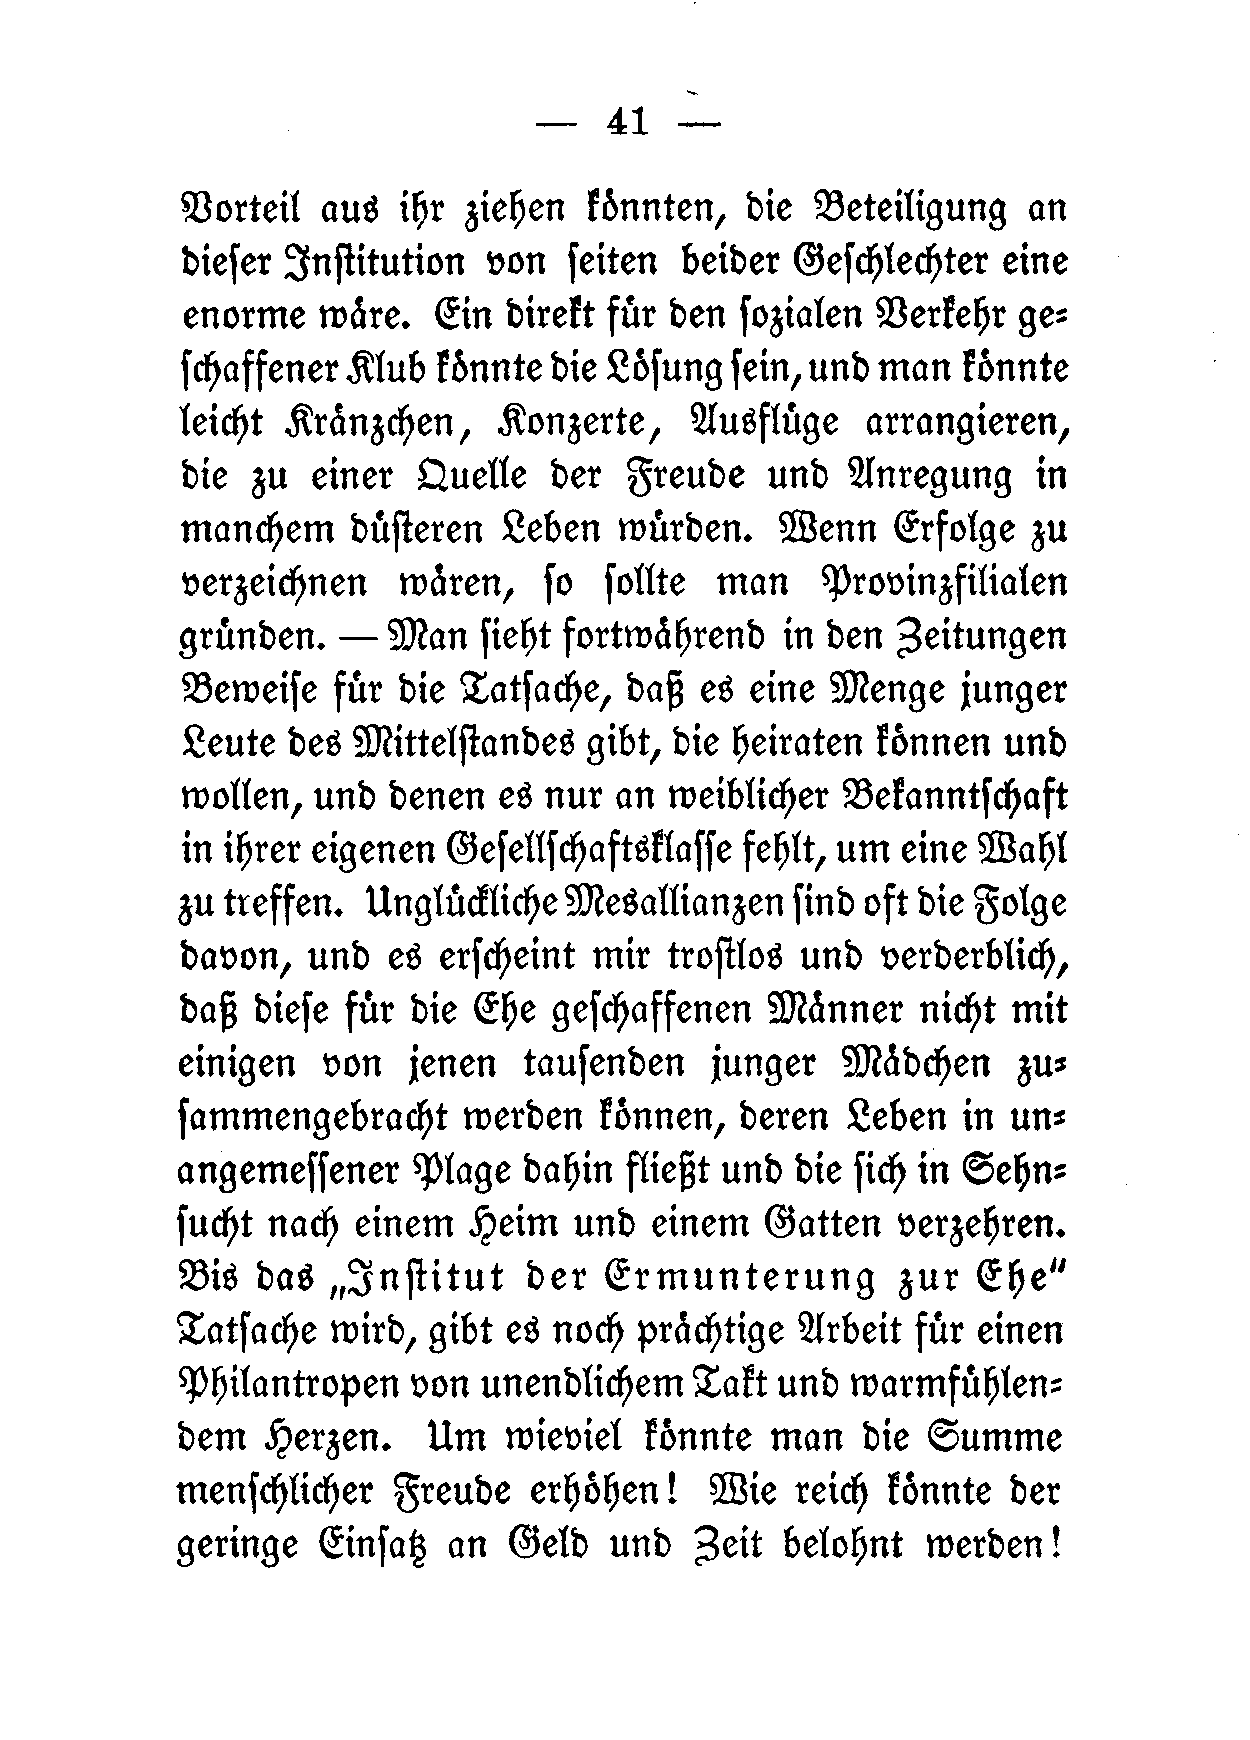 — 41 —
Vorteil aus ihr ziehen könnten, die Beteiligung an
dieser Institution von seiten beider Geschlechter eine
enorme wäre. Ein direkt für den sozialen Verkehr ge-
schaffener Klub könnte die Lösung sein, und man könnte
leicht Kränzchen, Konzerte, Ausflüge arrangieren,
die zu einer Quelle der Freude und Anregung in
manchem düsteren Leben würden. Wenn Erfolge zu
verzeichnen wären, so sollte man Provinzfilialen
gründen. — Man sieht fortwährend in den Zeitungen
Beweise für die Tatsache, daß es eine Menge junger
Leute des Mittelstandes gibt, die heiraten können und
wollen, und denen es nur an weiblicher Bekanntschaft
in ihrer eigenen Gesellschaftsklasse fehlt, um eine Wahl
zu treffen. Unglückliche Mesallianzen sind oft die Folge
davon, und es erscheint mir trostlos und verderblich,
daß diese für die Ehe geschaffenen Männer nicht mit
einigen von jenen tausenden junger Mädchen zu-
sammengebracht werden können, deren Leben in un-
angemessener Plage dahin fließt und die sich in Sehn-
sucht nach einem Heim und einem Gatten verzehren.
Bis das „Institut der Ermunterung zur Ehe"
Tatsache wird, gibt es noch prächtige Arbeit für einen
Philantropen von unendlichem Takt und warmfühlen-
dem Herzen. Um wieviel könnte man die Summe
menschlicher Freude erhöhen! Wie reich könnte der
geringe Einsatz an Geld und Zeit belohnt werden!